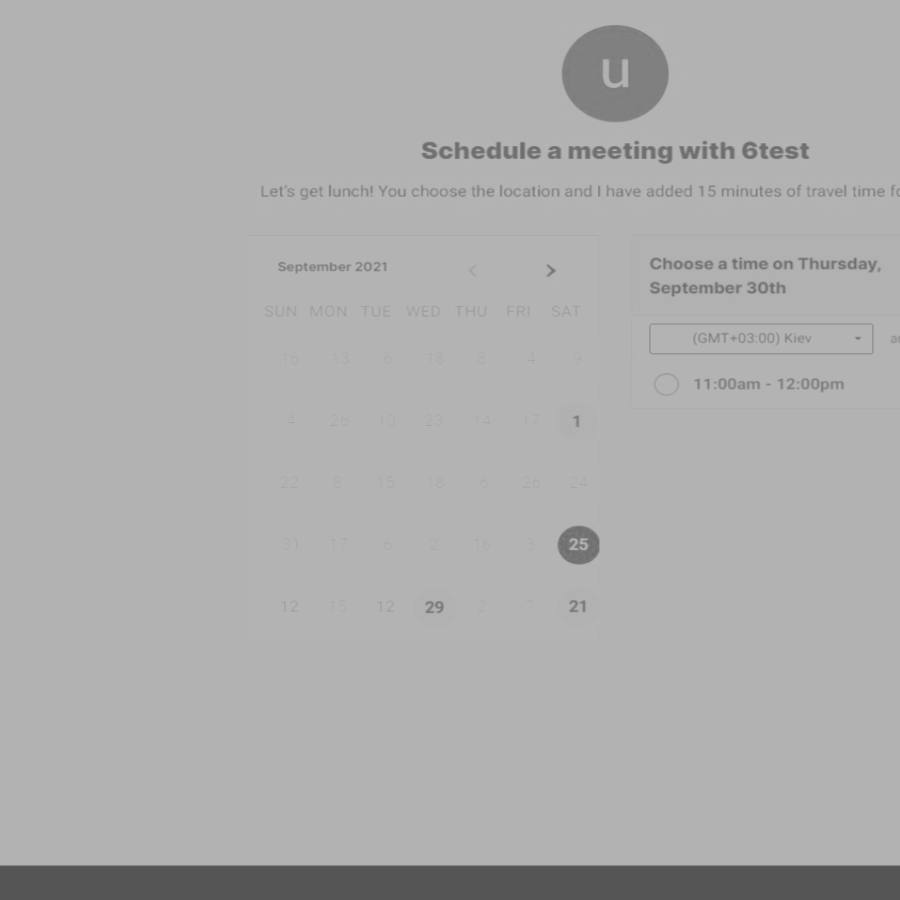 u
Schedule a meeting with 6test
Let's get lunch! You choose the location and I have added 15 minutes of travel time
September 2021
SUN MON TUE WED THU FRI SAT
16 13 6 18 8 4 9
4 26 10 23 14 17 1
22 8 15 18 6 26 24
31 17 6 2 16 3 25
12 15 12 29 2 21
Choose a time on Thursday,
September 30th
(GMT+03:00) Kiev
11:00am - 12:00pm